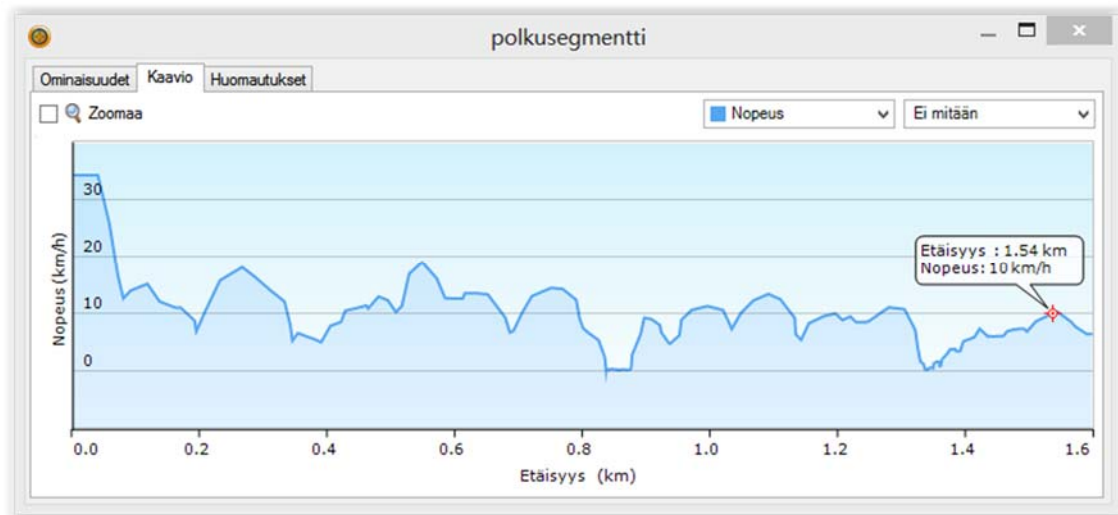 polkusegmentti
Ominaisuudet Kaavio Huomautukset
Zoomaa
Nopeus
Ei mitään
Nopeus (km/h)
30
20
10
0
Etäisyys : 1.54 km
Nopeus: 10 km/h
0.0 0.2 0.4 0.6 0.8 1.0 1.2 1.4 1.6
Etäisyys (km)